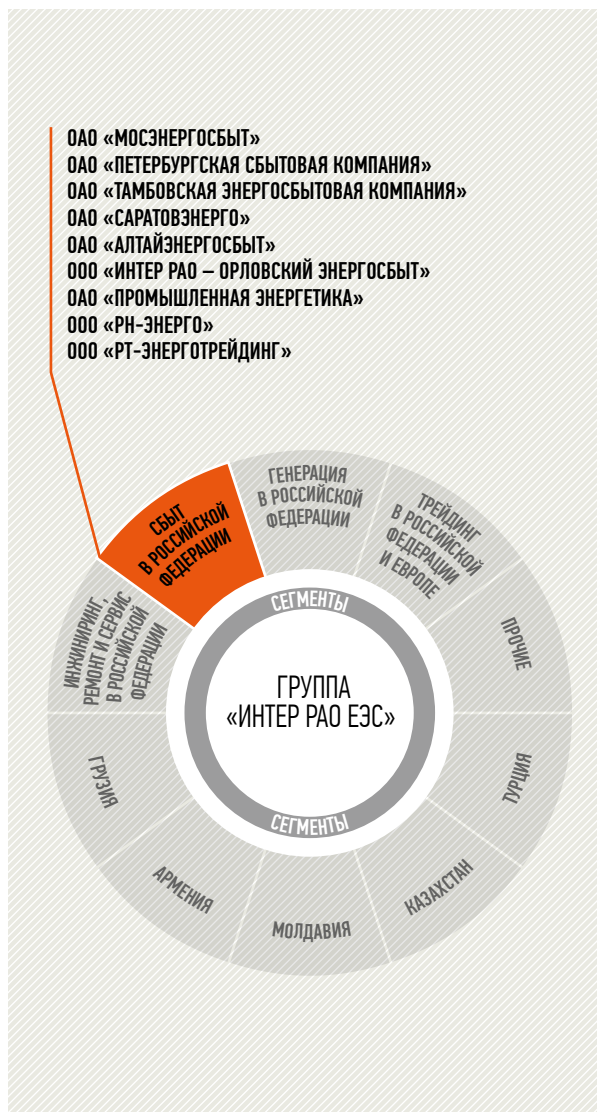 ОАО «МОСЭНЕРГОСБЫТ»
ОАО «ПЕТЕРБУРГСКАЯ СБЫТОВАЯ КОМПАНИЯ»
ОАО «ТАМБОВСКАЯ ЭНЕРГОСБЫТОВАЯ КОМПАНИЯ»
ОАО «САРАТОВЭНЕРГО»
ОАО «АЛТАЙЭНЕРГОСБЫТ»
ООО «ИНТЕР РАО – ОРЛОВСКИЙ ЭНЕРГОСБЫТ»
ОАО «ПРОМЫШЛЕННАЯ ЭНЕРГЕТИКА»
ООО «РН-ЭНЕРГО»
ООО «РТ-ЭНЕРГОТРЕЙДИНГ»
СБЫТ
В РОССИЙСКОЙ
ФЕДЕРАЦИИ
ГЕНЕРАЦИЯ
В РОССИЙСКОЙ
ФЕДЕРАЦИИ
ТРЕЙДИНГ
В РОССИЙСКОЙ
ФЕДЕРАЦИИ
И ЕВРОПЕ
ПРОЧИЕ
ТУРЦИЯ
КАЗАХСТАН
МОЛДАВИЯ
АРМЕНИЯ
ГРУЗИЯ
ИНЖИНИРИНГ,
РЕМОНТ И СЕРВИС
В РОССИЙСКОЙ
ФЕДЕРАЦИИ
СЕГМЕНТЫ
ГРУППА
«ИНТЕР РАО ЕЭС»
СЕГМЕНТЫ